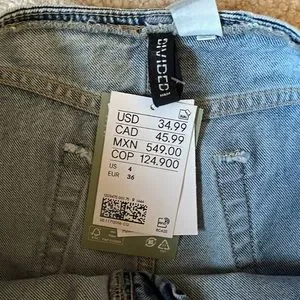 DIVIDED
USD 34.99
CAD 45.99
MXN 549.00
COP 124.900
US 4
EUR 36